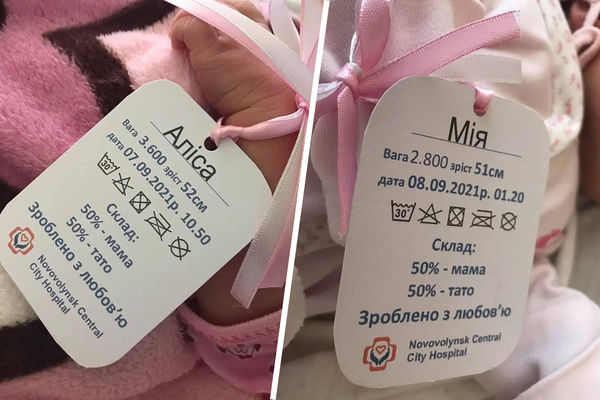 Аліса
Вага 3.600 зріст 52см
дата 07.09.2021р. 10.50
30°
Склад:
50% - мама
50% - тато
Зроблено з любов'ю
Novovolynsk Central
City Hospital
Мія
Вага 2.800 зріст 51см
дата 08.09.2021р. 01.20
30°
Склад:
50% - мама
50% - тато
Зроблено з любов'ю
Novovolynsk Central
City Hospital